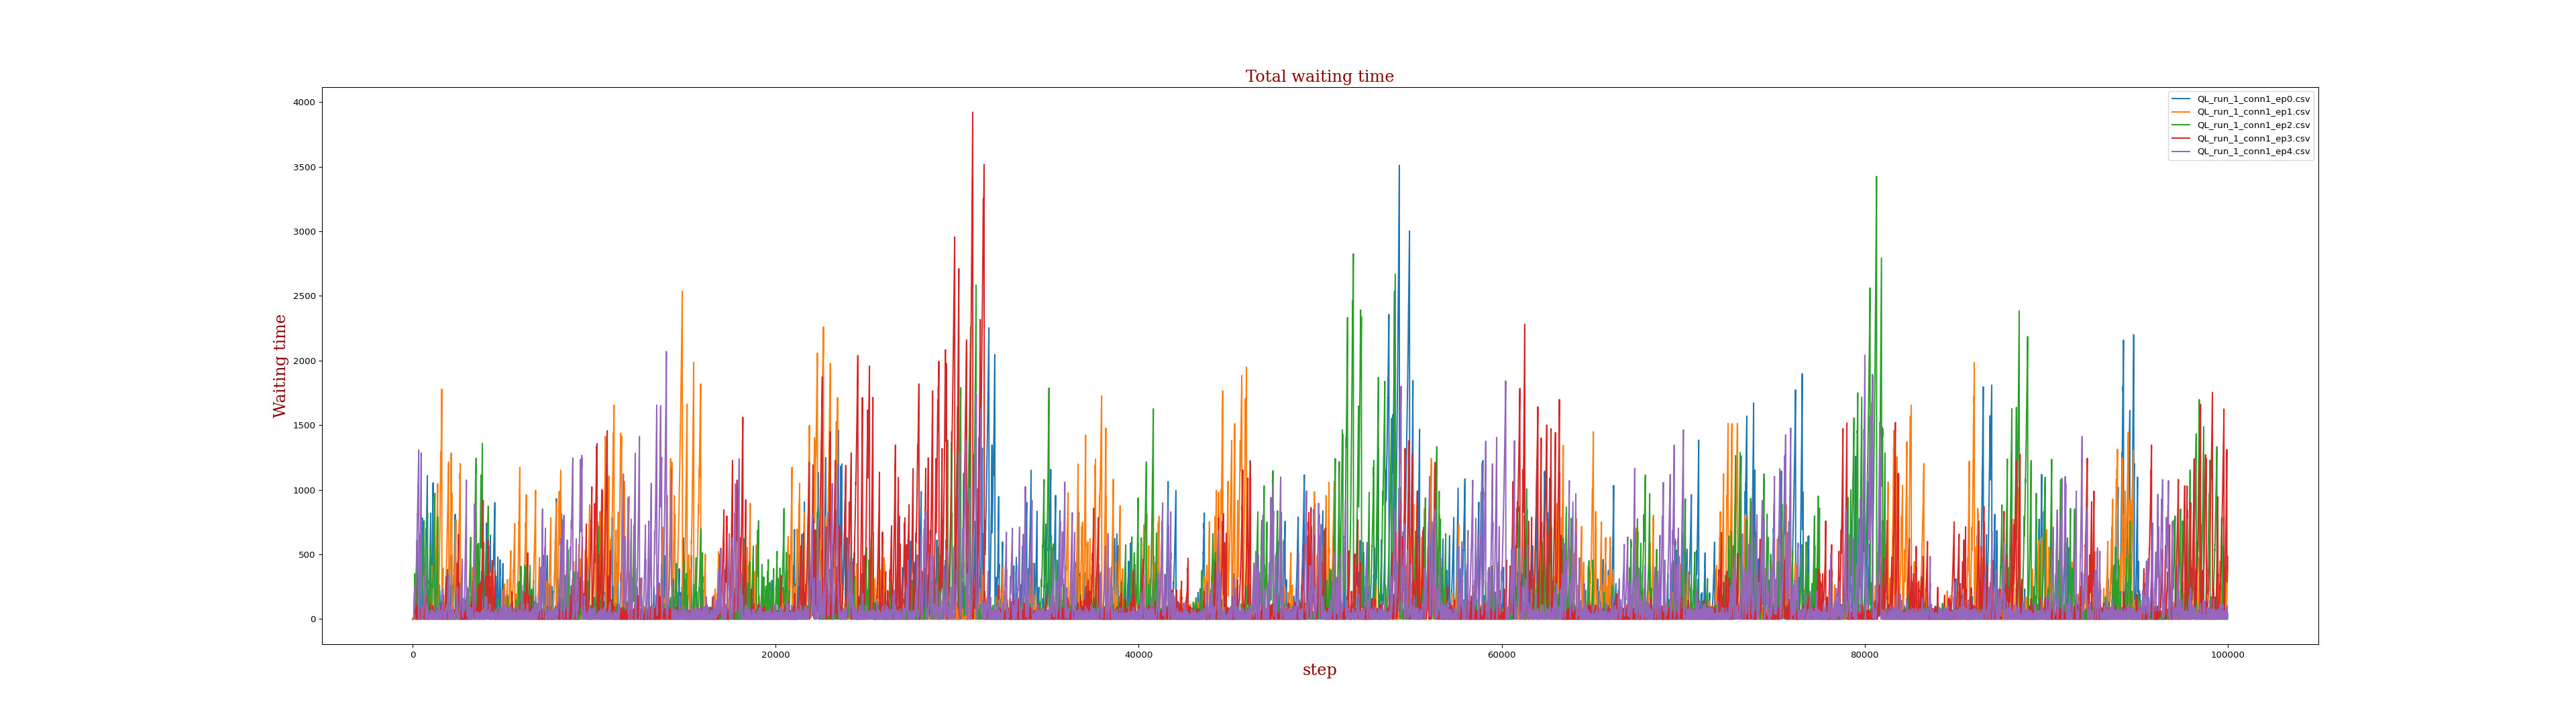 Total waiting time
4000
3500
3000
2500
2000
1500
1000
500
0
Waiting time
QL_run_1_conn1_ep0.csv
QL_run_1_conn1_ep1.csv
QL_run_1_conn1_ep2.csv
QL_run_1_conn1_ep3.csv
QL_run_1_conn1_ep4.csv
0 20000 40000 60000 80000 100000
step